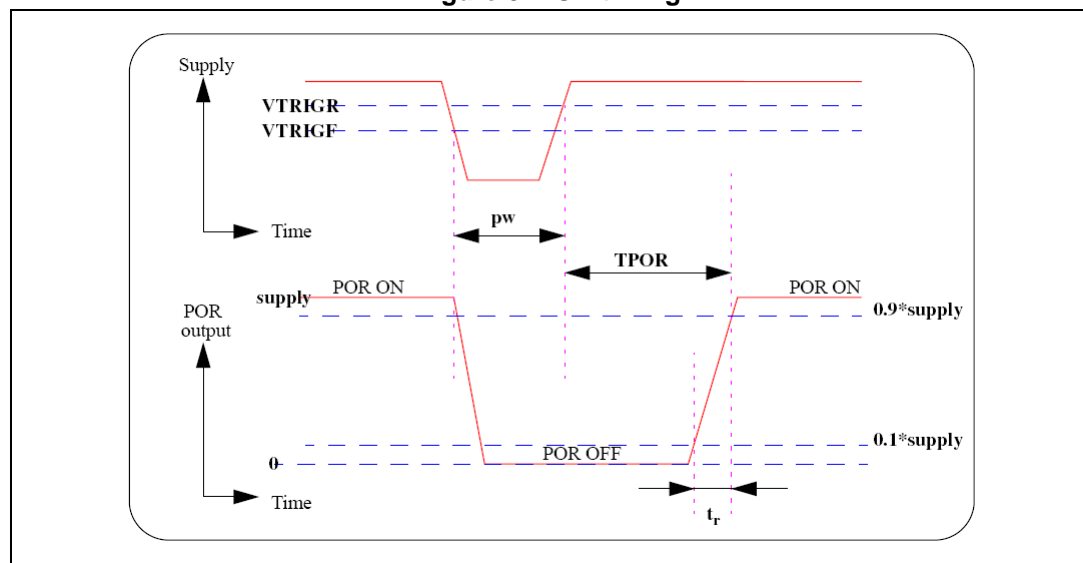 Supply
VTRIGR
VTRIGF
Time
pw
TPOR
POR ON
POR ON
supply
POR
output
0.9*supply
0.1*supply
POR OFF
0
Time
tr